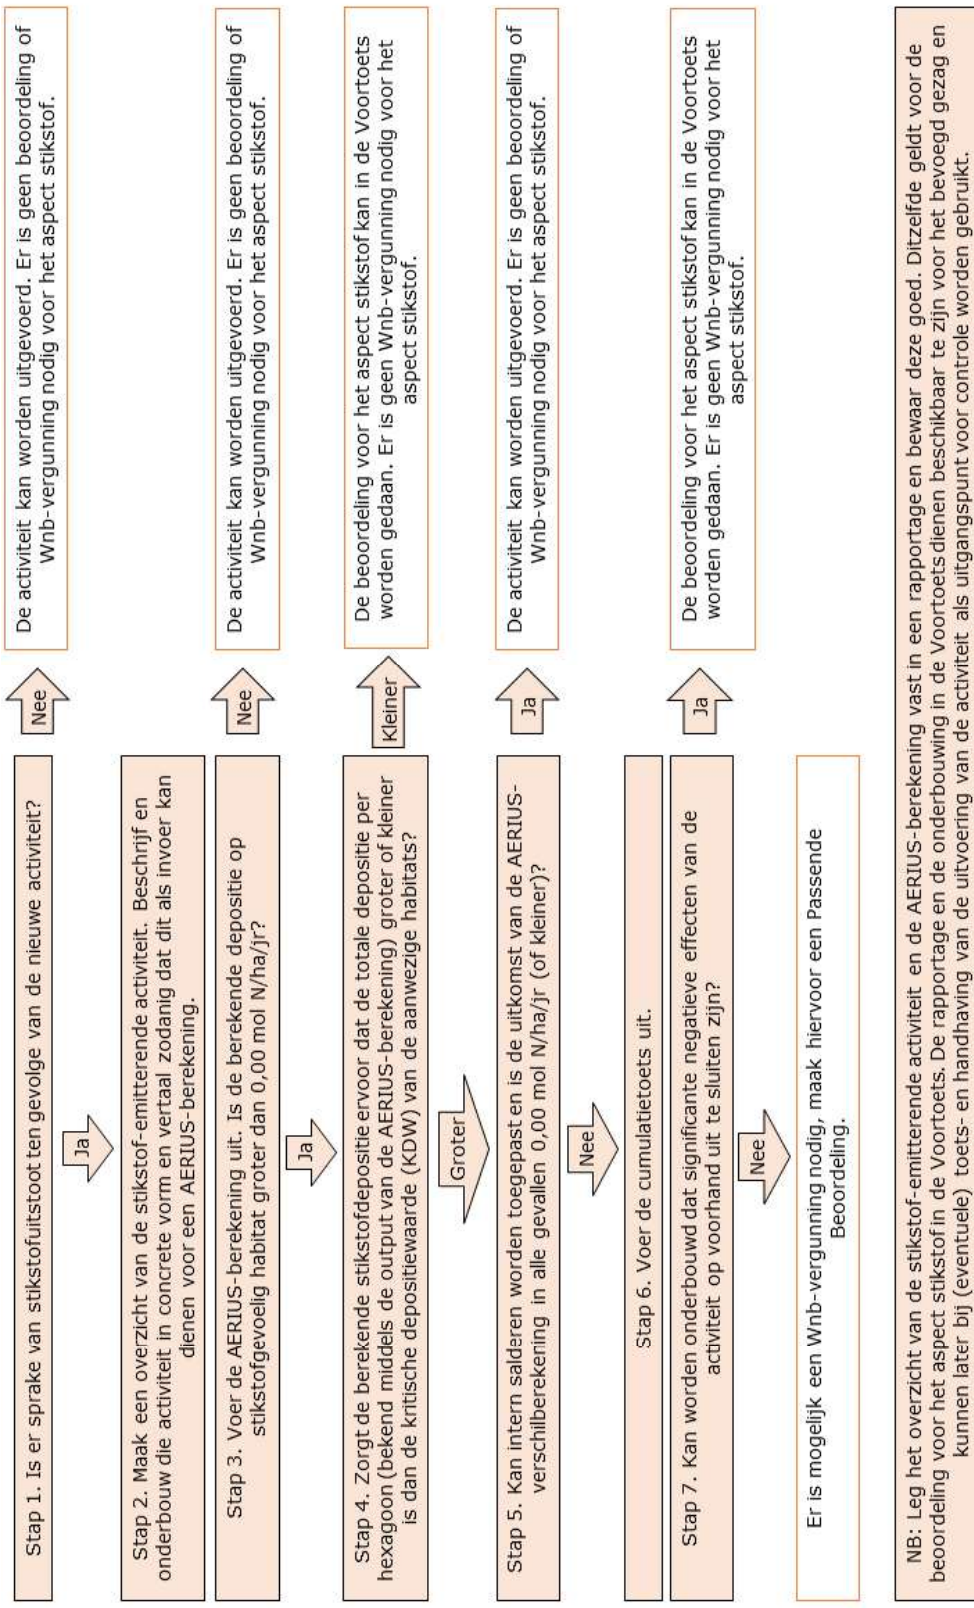 Stap 1. Is er sprake van stikstofuitstoot ten gevolge van de nieuwe activiteit?
Nee
De activiteit kan worden uitgevoerd. Er is geen beoordeling of
Wnb-vergunning nodig voor het aspect stikstof.
Ja
Stap 2. Maak een overzicht van de stikstof-emitterende activiteit. Beschrijf en
onderbouw die activiteit in concrete vorm en vertaal zodanig dat dit als invoer kan
dienen voor een AERIUS-berekening.
Stap 3. Voer de AERIUS-berekening uit. Is de berekende depositie op
stikstofgevoelig habitat groter dan 0,00 mol N/ha/jr?
Nee
De activiteit kan worden uitgevoerd. Er is geen beoordeling of
Wnb-vergunning nodig voor het aspect stikstof.
Ja
Stap 4. Zorgt de berekende stikstofdepositie ervoor dat de totale depositie per
hexagoon (bekend middels de output van de AERIUS-berekening) groter of kleiner
is dan de kritische depositiewaarde (KDW) van de aanwezige habitats?
Kleiner
De beoordeling voor het aspect stikstof kan in de Voortoets
worden gedaan. Er is geen Wnb-vergunning nodig voor het
aspect stikstof.
Groter
Stap 5. Kan intern salderen worden toegepast en is de uitkomst van de AERIUS-
verschilberekening in alle gevallen 0,00 mol N/ha/jr (of kleiner)?
Ja
De activiteit kan worden uitgevoerd. Er is geen beoordeling of
Wnb-vergunning nodig voor het aspect stikstof.
Nee
Stap 6. Voer de cumulatietoets uit.
Stap 7. Kan worden onderbouwd dat significante negatieve effecten van de
activiteit op voorhand uit te sluiten zijn?
Ja
De beoordeling voor het aspect stikstof kan in de Voortoets
worden gedaan. Er is geen Wnb-vergunning nodig voor het
aspect stikstof.
Nee
Er is mogelijk een Wnb-vergunning nodig, maak hiervoor een Passende
Beoordeling.
NB: Leg het overzicht van de stikstof-emitterende activiteit en de AERIUS-berekening vast in een rapportage en bewaar deze goed. Ditzelfde geldt voor de
beoordeling voor het aspect stikstof in de Voortoets. De rapportage en de onderbouwing in de Voortoets dienen beschikbaar te zijn voor het bevoegd gezag en
kunnen later bij (eventuele) toets- en handhaving van de uitvoering van de activiteit als uitgangspunt voor controle worden gebruikt.